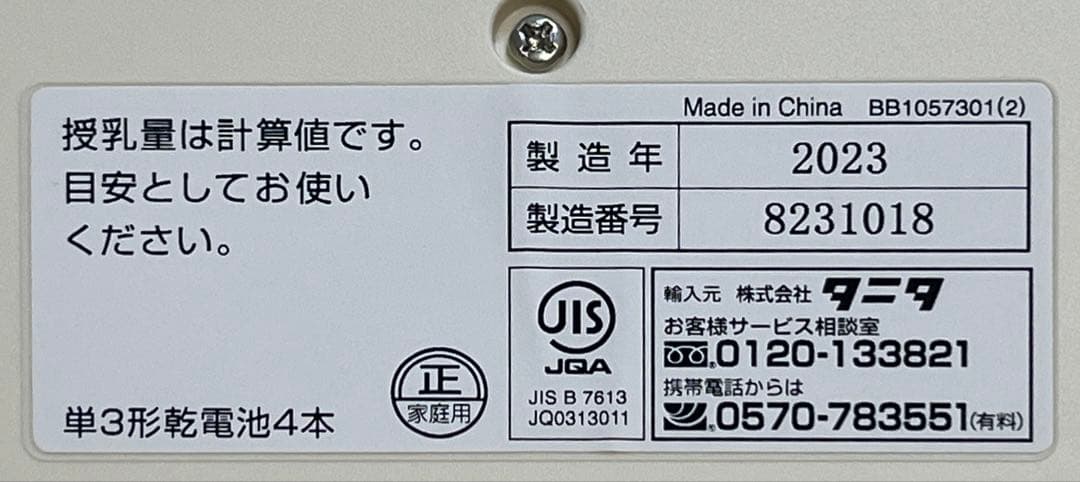 授乳量は計算値です。
目安としてお使い
ください。
単3形乾電池4本
正
家庭用
Made in China BB1057301(2)
製造年 2023
製造番号 8231018
JIS
JQA
JIS B 7613
JQ0313011
輸入元 株式会社 タニタ
お客様サービス相談室
0120-133821
携帯電話からは
0570-783551(有料)